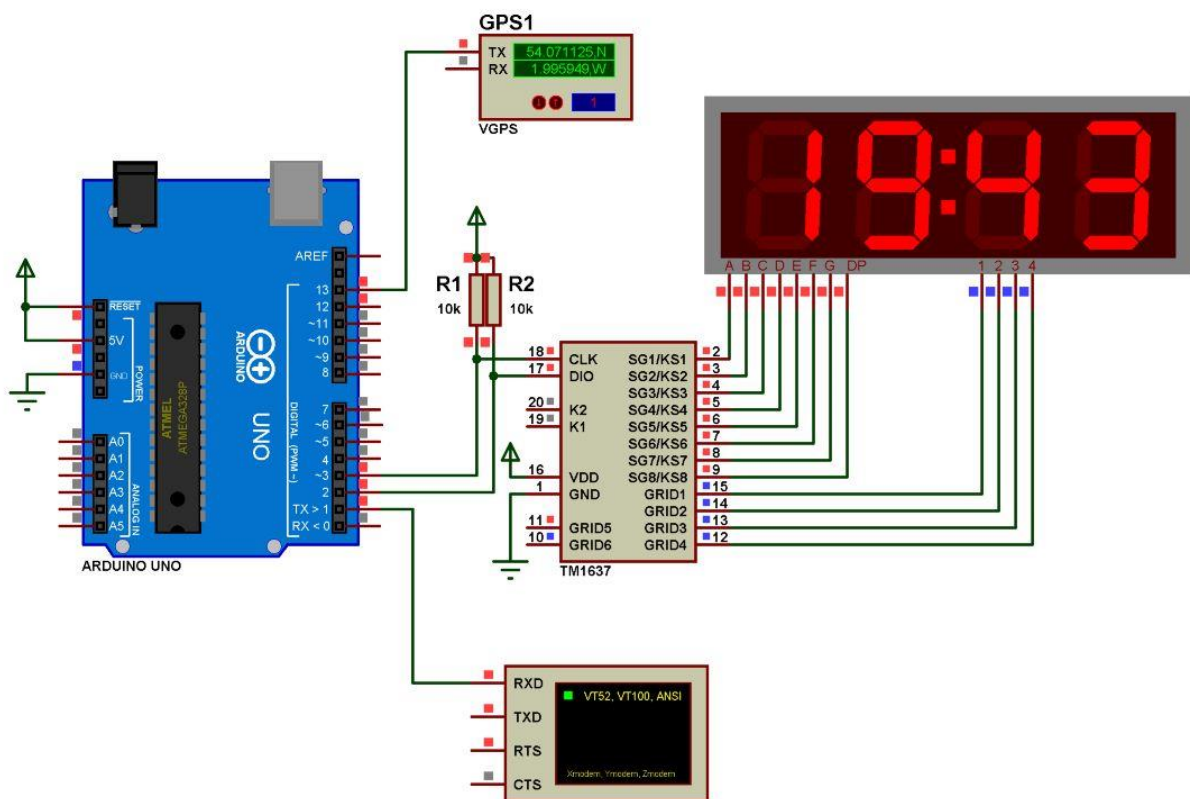 GPS1
TX
RX
54.071125,N
1.995949,W
1
VGPS
19:43
A B C D E F G DP
1 2 3 4
AREF
13
12
~11
~10
~9
8
7
~6
~5
4
~3
2
TX > 1
RX < 0
DIGITAL (PWM ~)
RESET
5V
GND
POWER
A0
A1
A2
A3
A4
A5
ANALOG IN
ATMEL
ATMEGA328P
ARDUINO
UNO
ARDUINO UNO
R1
10k
R2
10k
18 CLK
17 DIO
20 K2
19 K1
16 VDD
1 GND
11 GRID5
10 GRID6
SG1/KS1 2
SG2/KS2 3
SG3/KS3 4
SG4/KS4 5
SG5/KS5 6
SG6/KS6 7
SG7/KS7 8
SG8/KS8 9
GRID1 15
GRID2 14
GRID3 13
GRID4 12
TM1637
RXD
TXD
RTS
CTS
VT52, VT100, ANSI
Xmodem, Ymodem, Zmodem